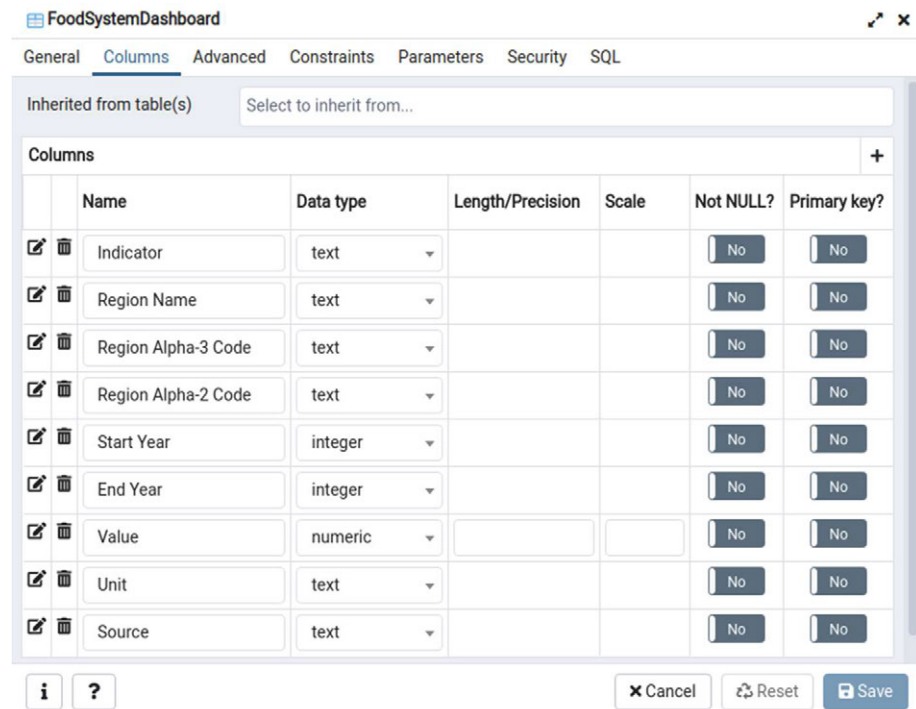 FoodSystemDashboard
General Columns Advanced Constraints Parameters Security SQL
Inherited from table(s) Select to inherit from...
Columns
Name Data type Length/Precision Scale Not NULL? Primary key?
Indicator text No No
Region Name text No No
Region Alpha-3 Code text No No
Region Alpha-2 Code text No No
Start Year integer No No
End Year integer No No
Value numeric No No
Unit text No No
Source text No No
i ? Cancel Reset Save